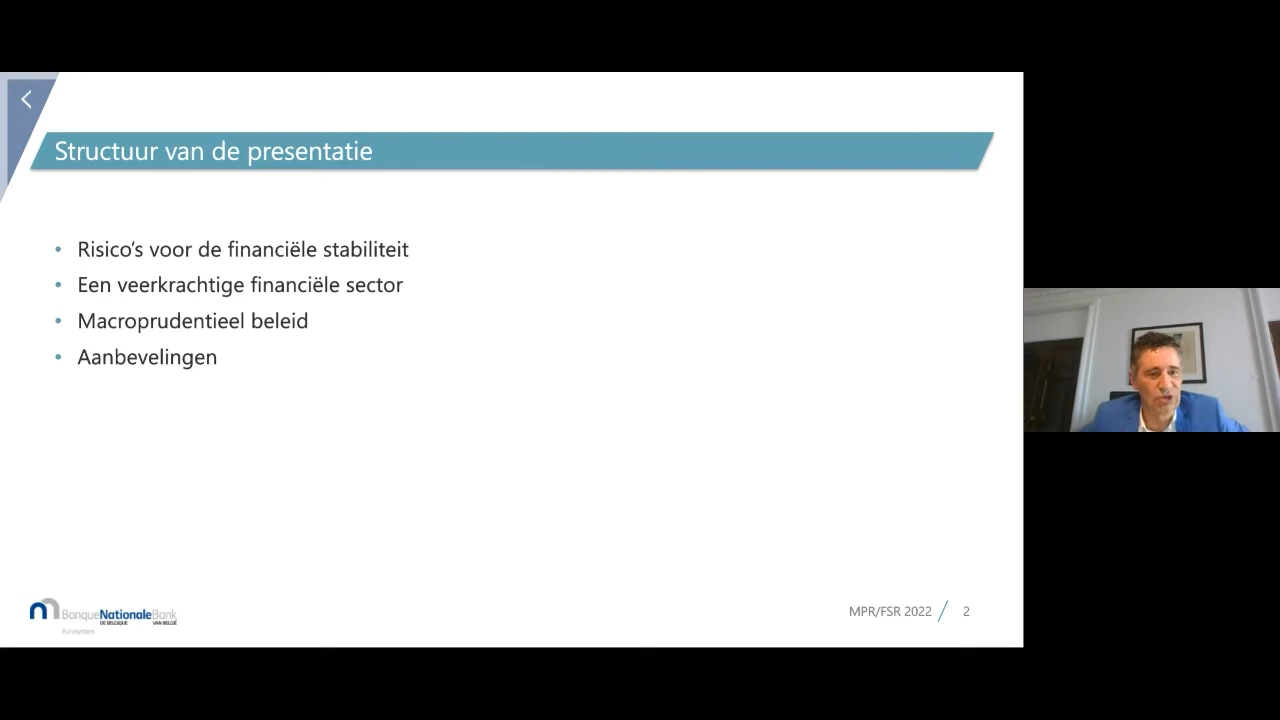 Structuur van de presentatie
• Risico's voor de financiële stabiliteit
• Een veerkrachtige financiële sector
• Macroprudentieel beleid
• Aanbevelingen
BanqueNationaleBank
DE BELGIQUE VAN BELGIË
Eurosystem
MPR/FSR 2022 / 2